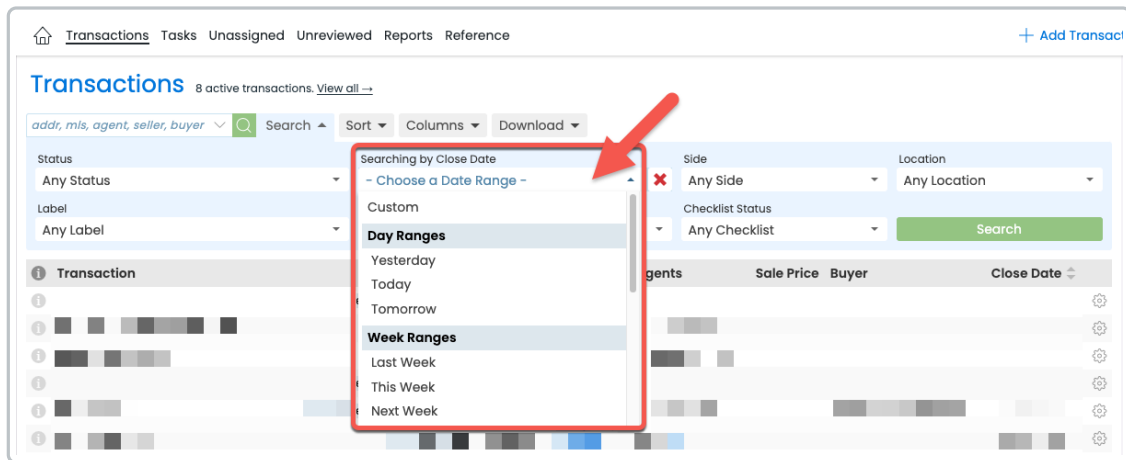 Transactions Tasks Unassigned Unreviewed Reports Reference
+ Add Transact
Transactions 8 active transactions. View all →
addr, mls, agent, seller, buyer Search Sort Columns Download
Status
Any Status
Searching by Close Date
- Choose a Date Range -
Side
Any Side
Location
Any Location
Label
Any Label
Checklist Status
Any Checklist
Search
Custom
Day Ranges
Yesterday
Today
Tomorrow
Week Ranges
Last Week
This Week
Next Week
Transaction gents Sale Price Buyer Close Date